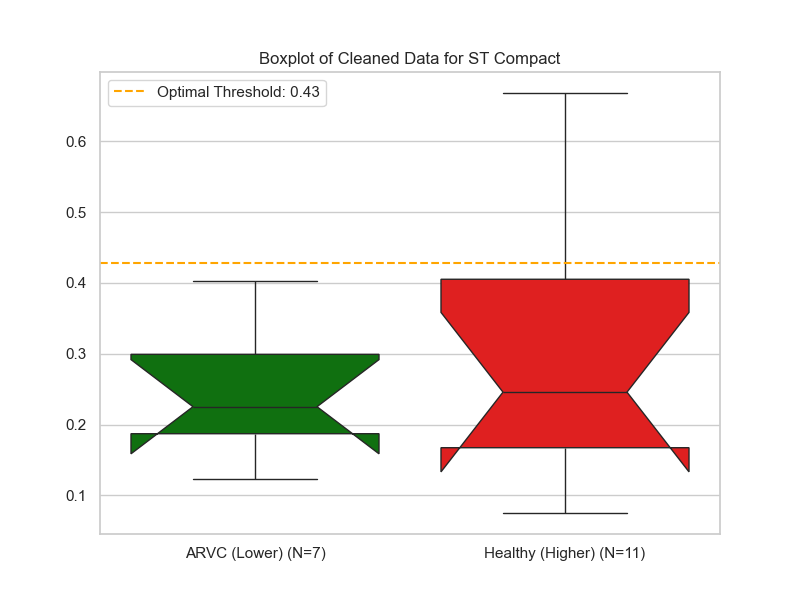 Boxplot of Cleaned Data for ST Compact
Optimal Threshold: 0.43
0.6
0.5
0.4
0.3
0.2
0.1
ARVC (Lower) (N=7)
Healthy (Higher) (N=11)